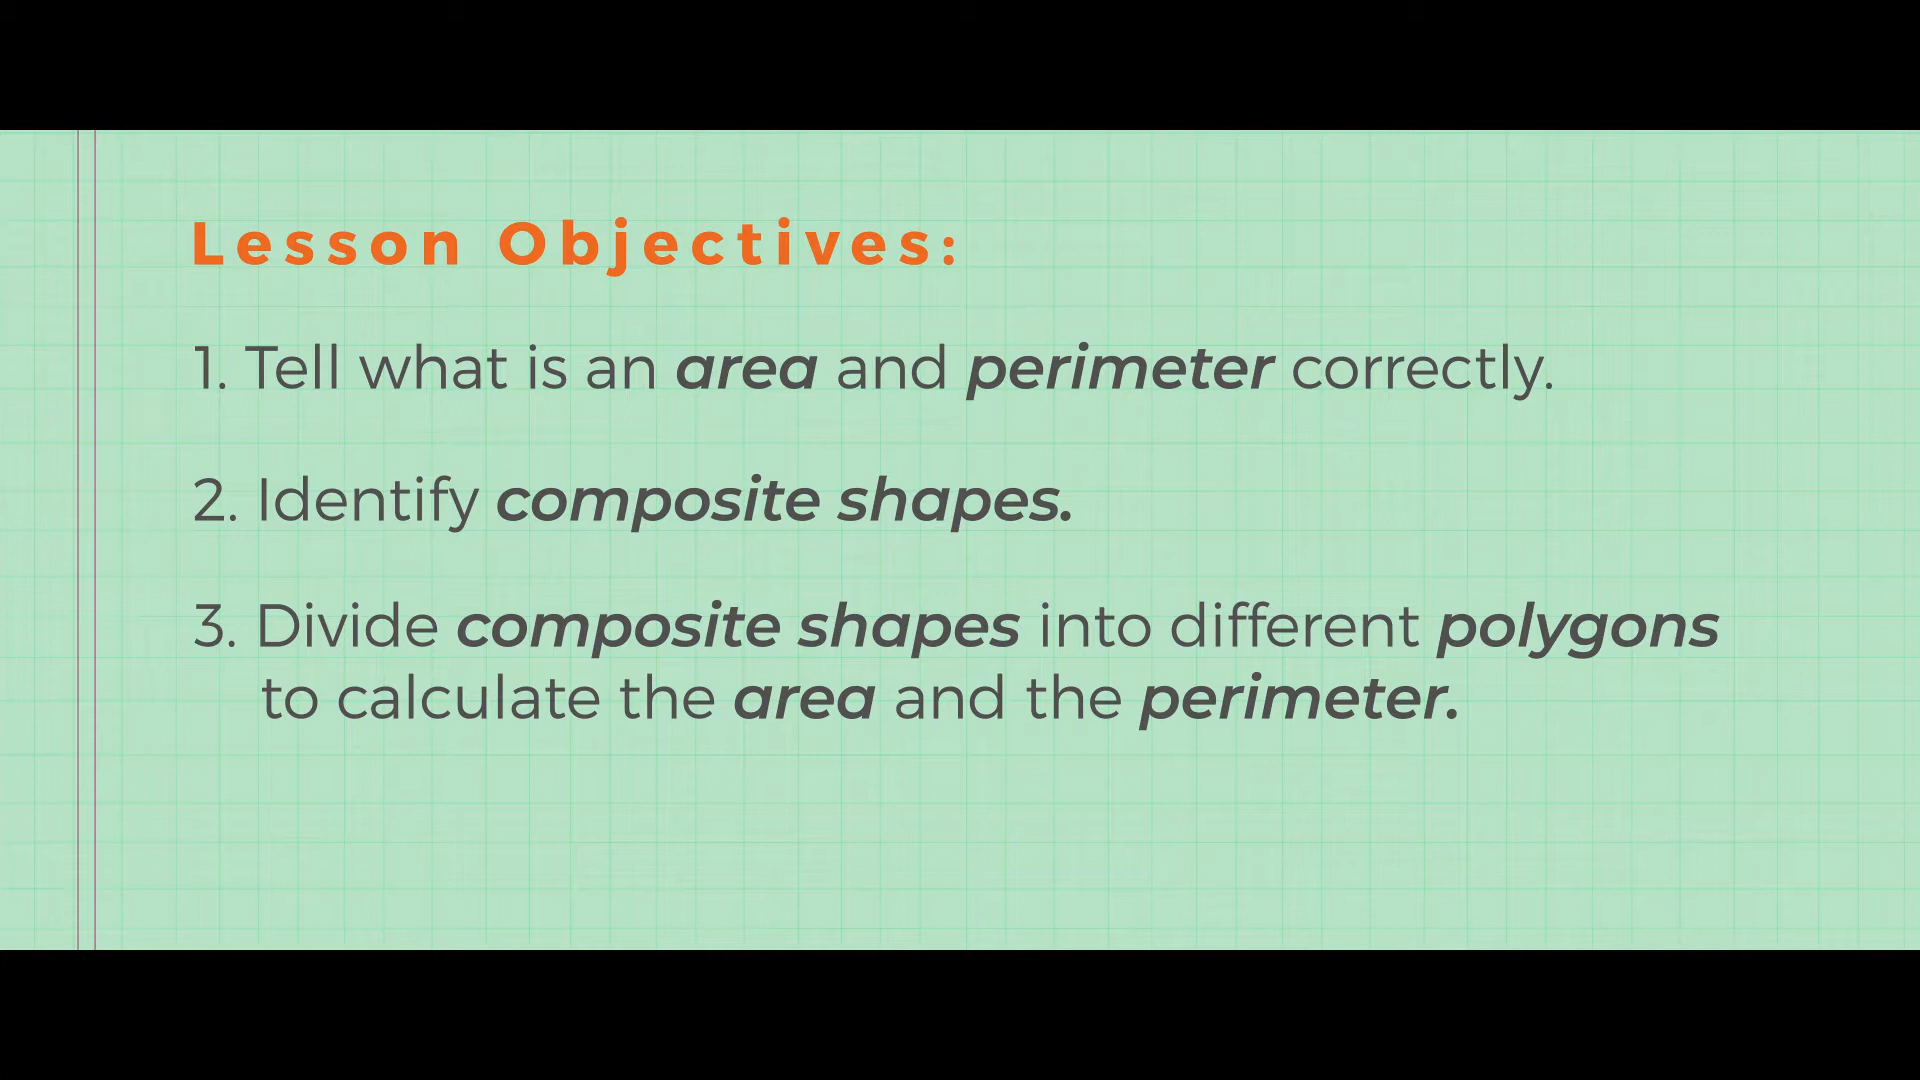 Lesson Objectives:
1. Tell what is an area and perimeter correctly.
2. Identify composite shapes.
3. Divide composite shapes into different polygons
to calculate the area and the perimeter.